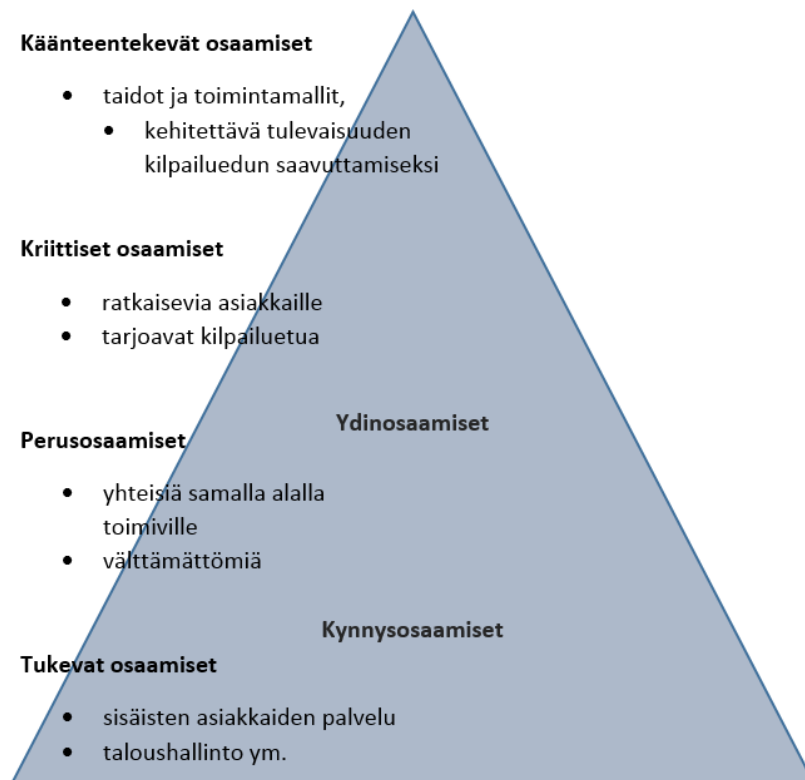 Käänteentekevät osaamiset
• taidot ja toimintamallit,
• kehitettävä tulevaisuuden
kilpailuedun saavuttamiseksi
Kriittiset osaamiset
• ratkaisevia asiakkaille
• tarjoavat kilpailuetua
Ydinosaamiset
Perusosaamiset
• yhteisiä samalla alalla
toimiville
• välttämättömiä
Kynnysosaamiset
Tukevat osaamiset
• sisäisten asiakkaiden palvelu
• taloushallinto ym.